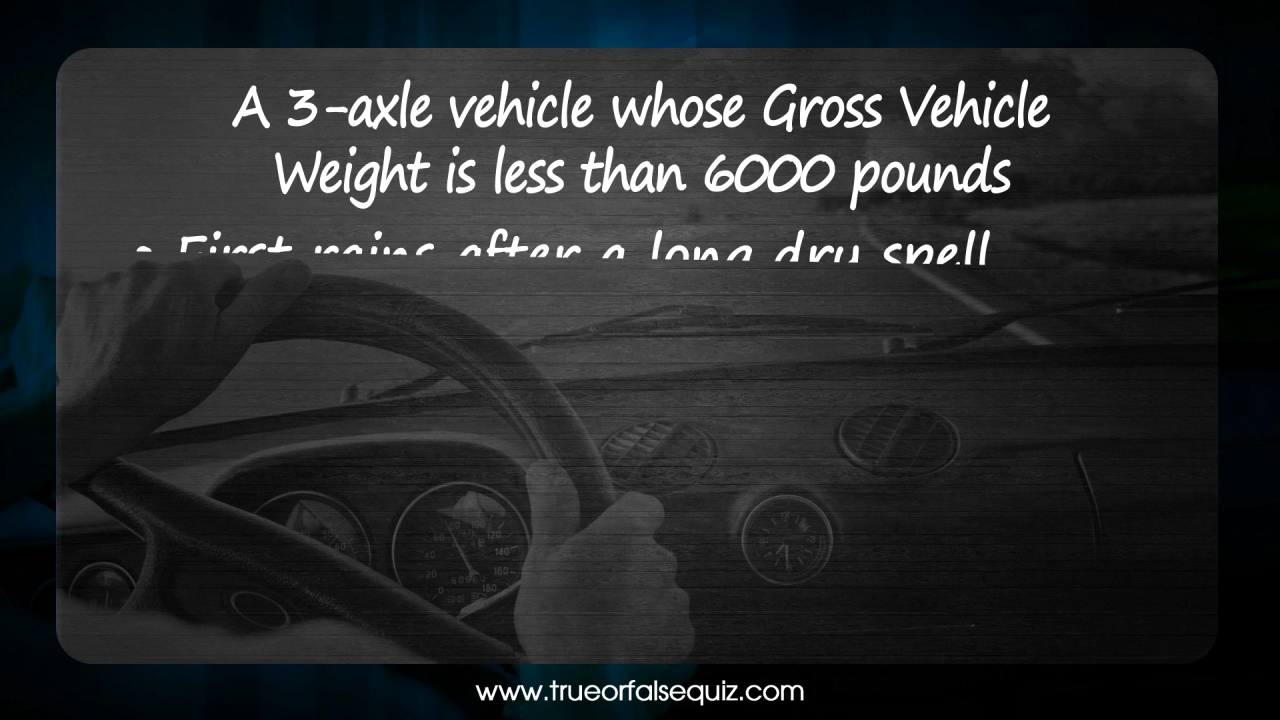 A 3-axle vehicle whose Gross Vehicle
Weight is less than 6000 pounds
• First rains after a long dry spell
www.trueorfalsequiz.com